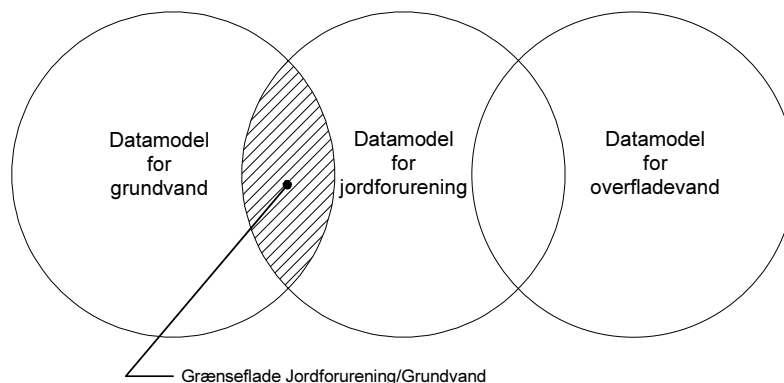 Datamodel
for
grundvand
Datamodel
for
jordforurening
Datamodel
for
overfladevand
Grænseflade Jordforurening/Grundvand